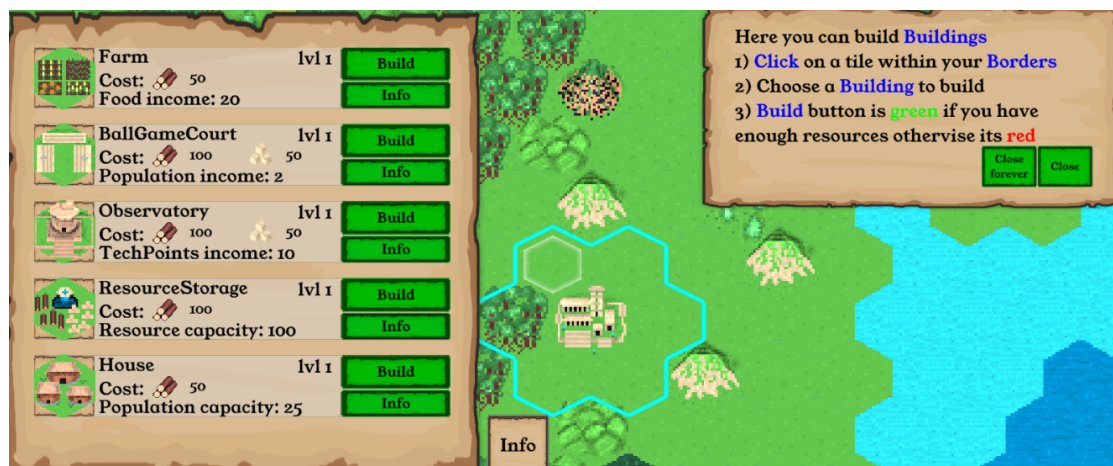 Farm lvl 1
Cost: 50
Food income: 20
Build
Info
BallGameCourt lvl 1
Cost: 100 50
Population income: 2
Build
Info
Observatory lvl 1
Cost: 100 50
TechPoints income: 10
Build
Info
ResourceStorage lvl 1
Cost: 100
Resource capacity: 100
Build
Info
House lvl 1
Cost: 50
Population capacity: 25
Build
Info
Info
Here you can build Buildings
1) Click on a tile within your Borders
2) Choose a Building to build
3) Build button is green if you have
enough resources othervise its red
Close
forever
Close